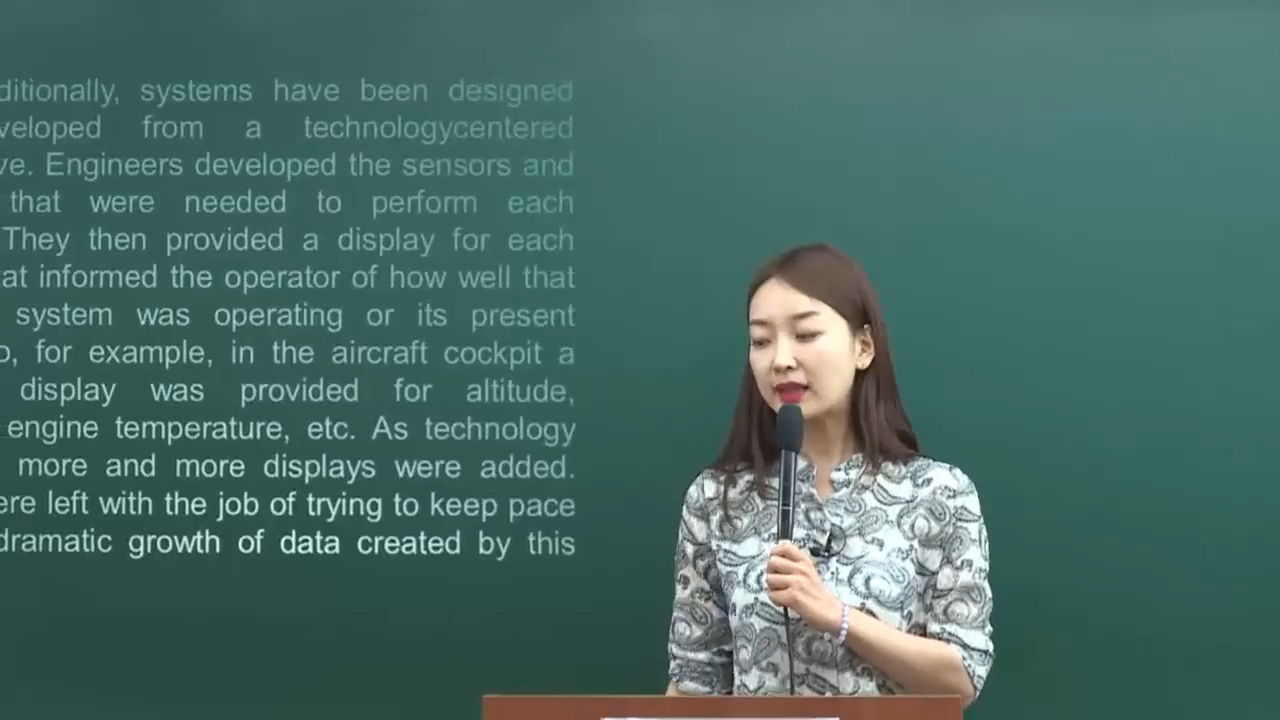 ditionally, systems have been designed
veloped from a technologycentered
ve. Engineers developed the sensors and
that were needed to perform each
They then provided a display for each
at informed the operator of how well that
system was operating or its present
o, for example, in the aircraft cockpit a
display was provided for altitude,
engine temperature, etc. As technology
more and more displays were added.
ere left with the job of trying to keep pace
dramatic growth of data created by this